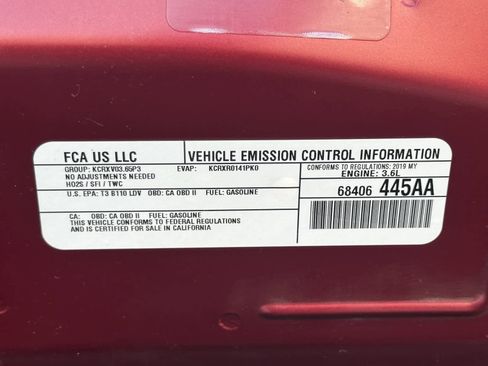 FCA US LLC
VEHICLE EMISSION CONTROL INFORMATION
GROUP: KCRXV03.65P3 EVAP: KCRXR0141PK0
CONFORMS TO REGULATIONS: 2019 MY
NO ADJUSTMENTS NEEDED
ENGINE: 3.6L
HO2S / SFI / TWC
68406 445AA
U.S. EPA: T3 B110 LDV OBD: CA OBD II FUEL: GASOLINE
CA: OBD: CA OBD II FUEL: GASOLINE
THIS VEHICLE CONFORMS TO FEDERAL REGULATIONS
AND IS CERTIFIED FOR SALE IN CALIFORNIA